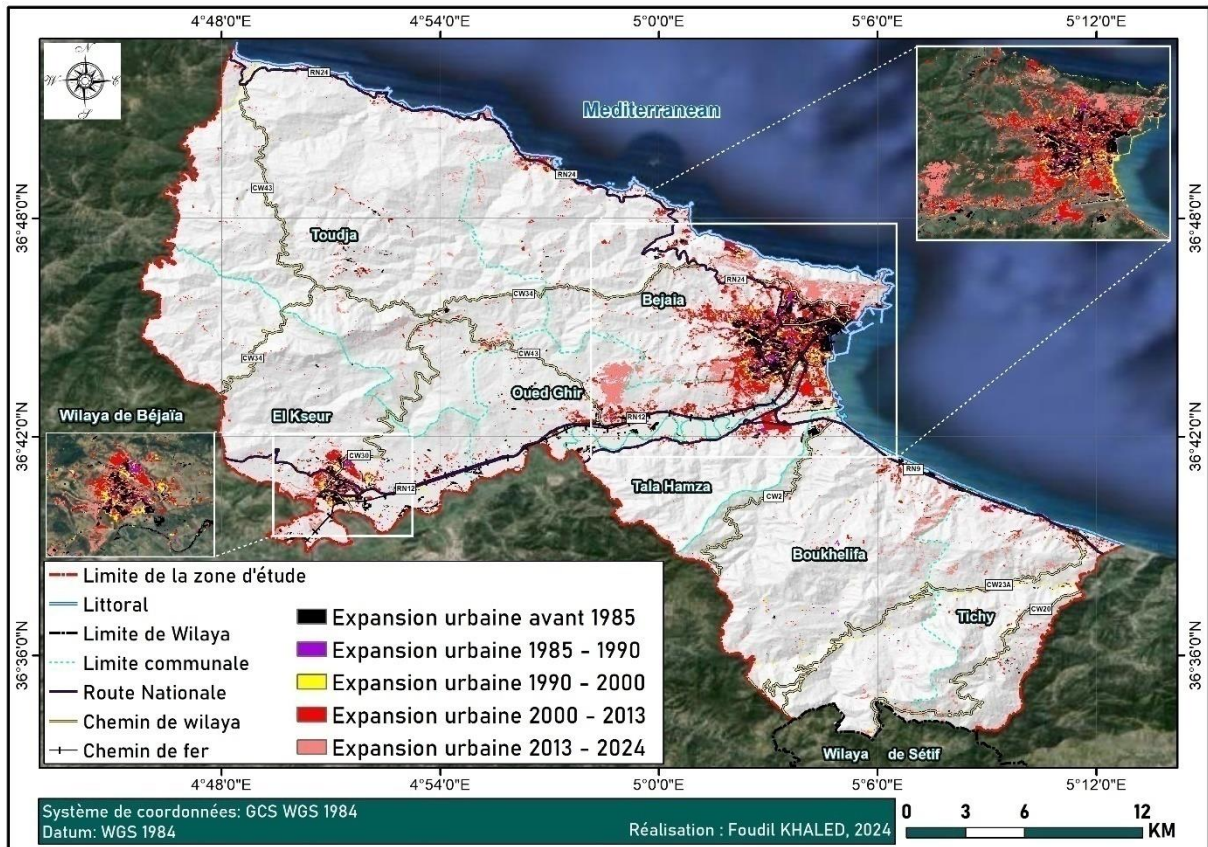 4°48'0"E 4°54'0"E 5°0'0"E 5°6'0"E 5°12'0"E
N
W E
S
RN24
Mediterranean
CW43
RN24
36°48'0"N 36°48'0"N
Toudja
RN24
CW34
Bejaia
CW43
CW34
Oued Ghir
RN12
Wilaya de Béjaïa
El Kseur
36°42'0"N 36°42'0"N
CW30
RN9
RN12
Tala Hamza
CW2
Boukhelifa
CW23A
Tichy
CW20
36°36'0"N 36°36'0"N
Limite de la zone d'étude
Littoral
Limite de Wilaya
Limite communale
Route Nationale
Chemin de wilaya
Chemin de fer
Expansion urbaine avant 1985
Expansion urbaine 1985 - 1990
Expansion urbaine 1990 - 2000
Expansion urbaine 2000 - 2013
Expansion urbaine 2013 - 2024
Wilaya de Sétif
4°48'0"E 4°54'0"E 5°0'0"E 5°6'0"E 5°12'0"E
Système de coordonnées: GCS WGS 1984
Datum: WGS 1984
Réalisation : Foudil KHALED, 2024
0 3 6 12
KM